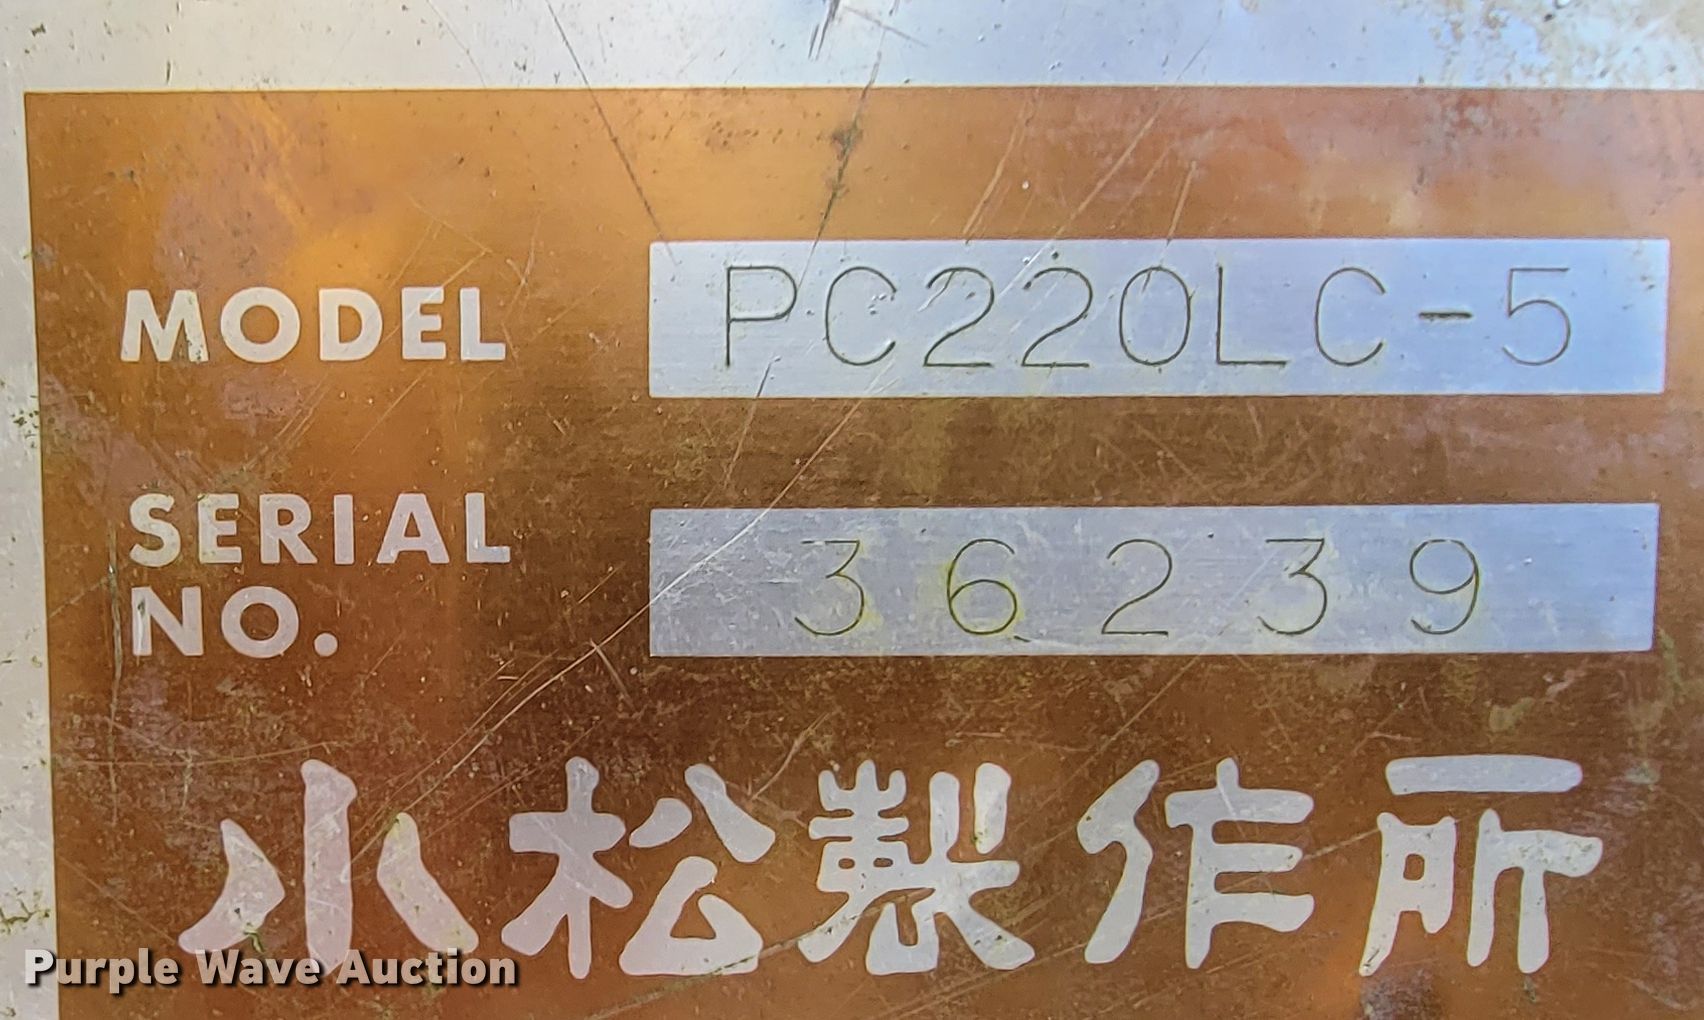 MODEL PC220LC-5
SERIAL NO. 36239
小松製作所
Purple Wave Auction